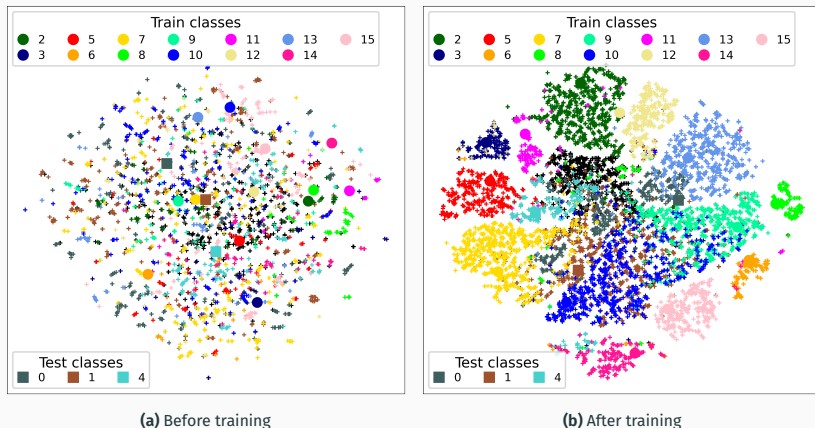 Train classes
2 5 7 9 11 13 15
3 6 8 10 12 14
Test classes
0 1 4
(a) Before training
Train classes
2 5 7 9 11 13 15
3 6 8 10 12 14
Test classes
0 1 4
(b) After training